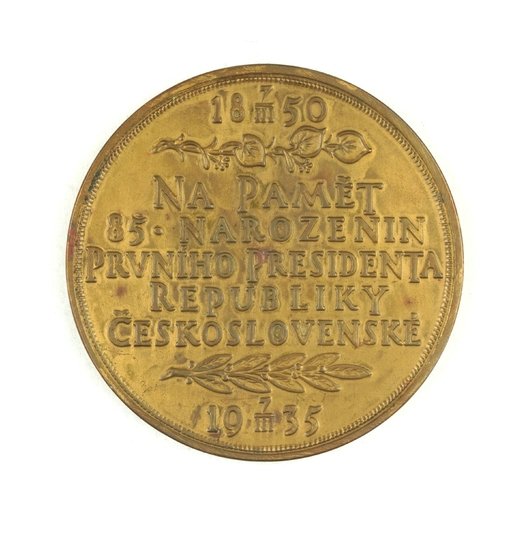 18 7/III 50
NA PAMĚT
85. NAROZENIN
PRVNÍHO PRESIDENTA
REPUBLIKY
ČESKOSLOVENSKÉ
19 7/III 35